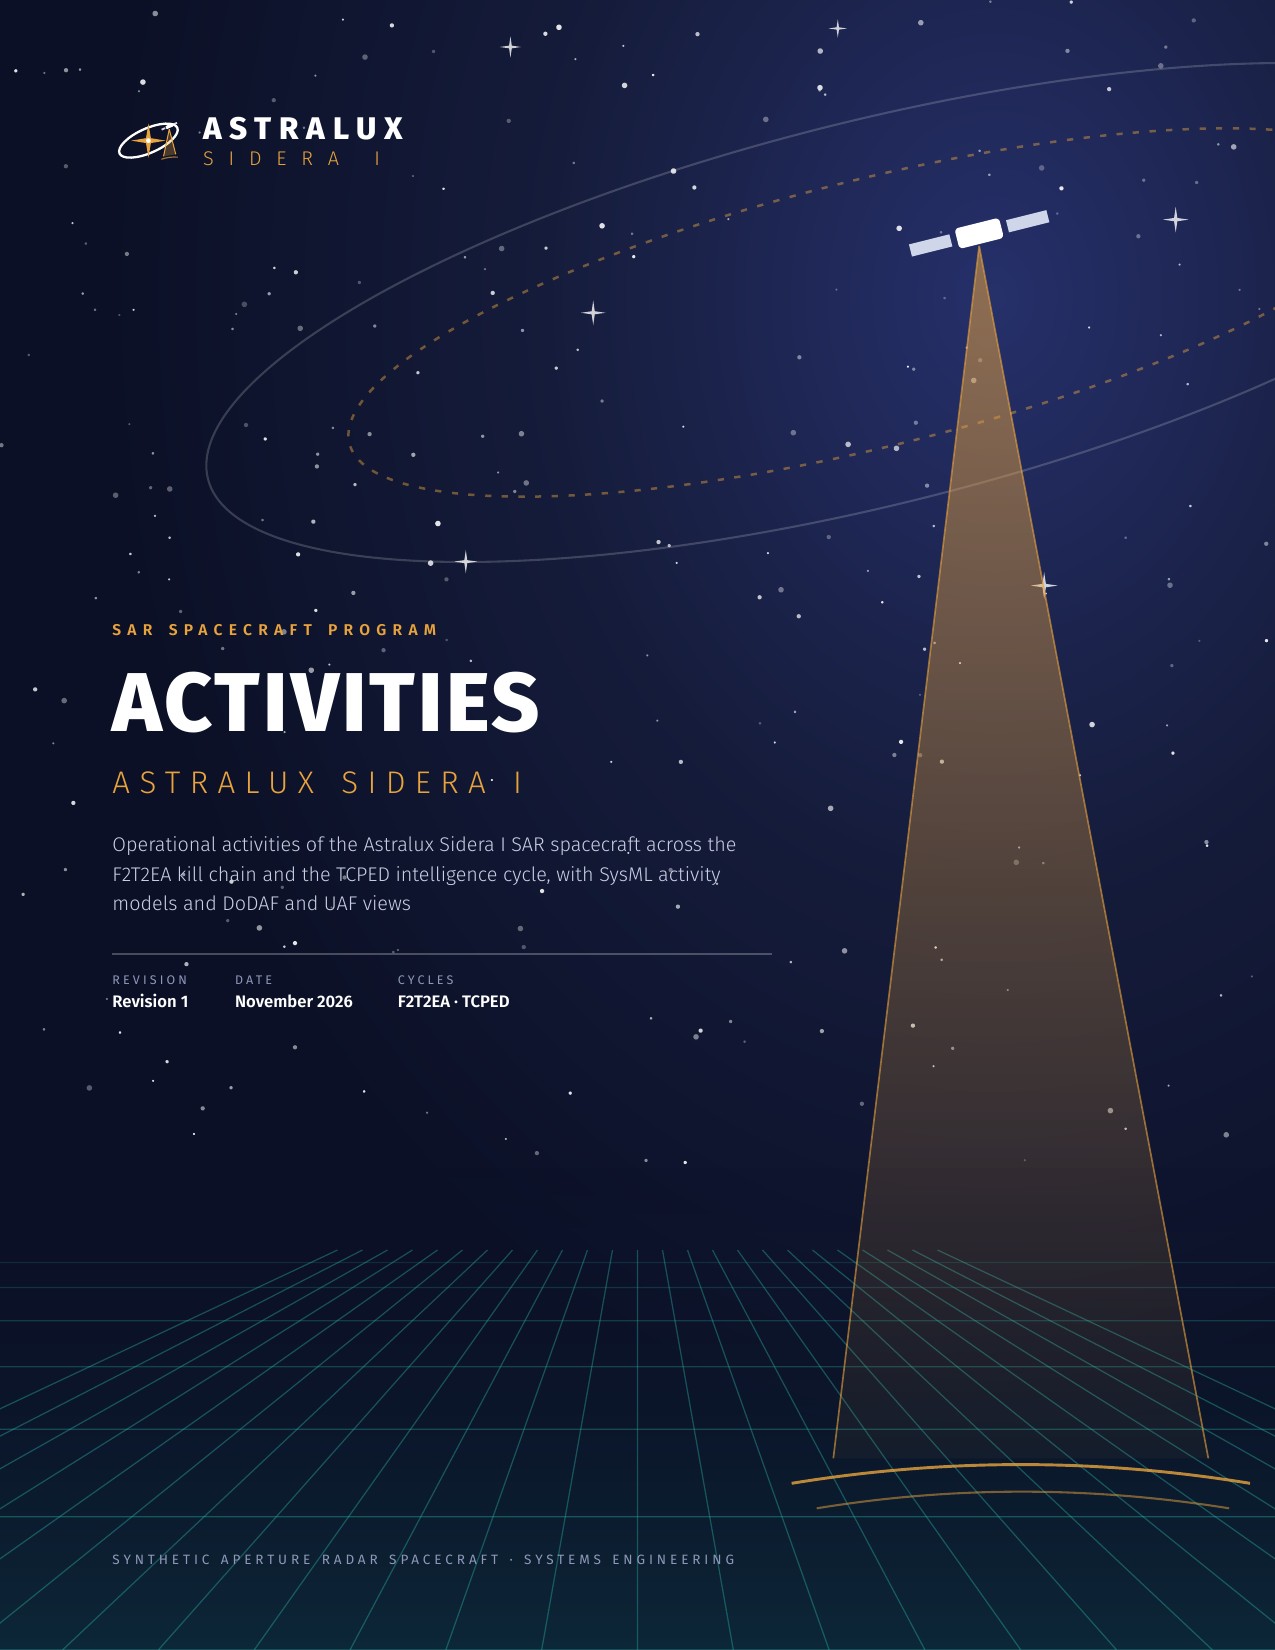 ASTRALUX
SIDERA I
SAR SPACECRAFT PROGRAM
ACTIVITIES
ASTRALUX SIDERA I
Operational activities of the Astralux Sidera I SAR spacecraft across the
F2T2EA kill chain and the TCPED intelligence cycle, with SysML activity
models and DoDAF and UAF views
REVISION DATE CYCLES
Revision 1 November 2026 F2T2EA · TCPED
SYNTHETIC APERTURE RADAR SPACECRAFT · SYSTEMS ENGINEERING